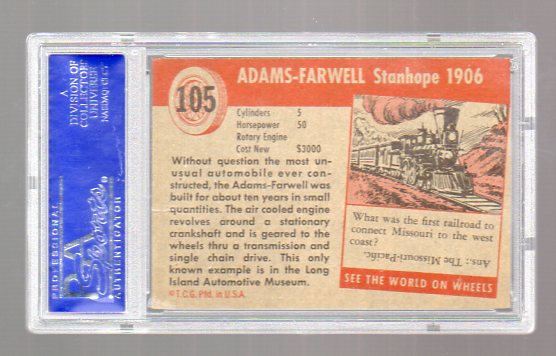 A
DIVISION OF
COLLECTORS
UNIVERSE
NASDAQ: CLCT
PROFESSIONAL
PSA
Sports
AUTHENTICATOR
105
ADAMS-FARWELL Stanhope 1906
Cylinders 5
Horsepower 50
Rotary Engine
Cost New $3000
Without question the most un-
usual automobile ever con-
structed, the Adams-Farwell was
built for about ten years in small
quantities. The air cooled engine
revolves around a stationary
crankshaft and is geared to the
wheels thru a transmission and
single chain drive. This only
known example is in the Long
Island Automotive Museum.
©T.C.G. Ptd. in U.S.A.
What was the first railroad to
connect Missouri to the west
coast?
Ans.: The Missouri-Pacific.
SEE THE WORLD ON WHEELS